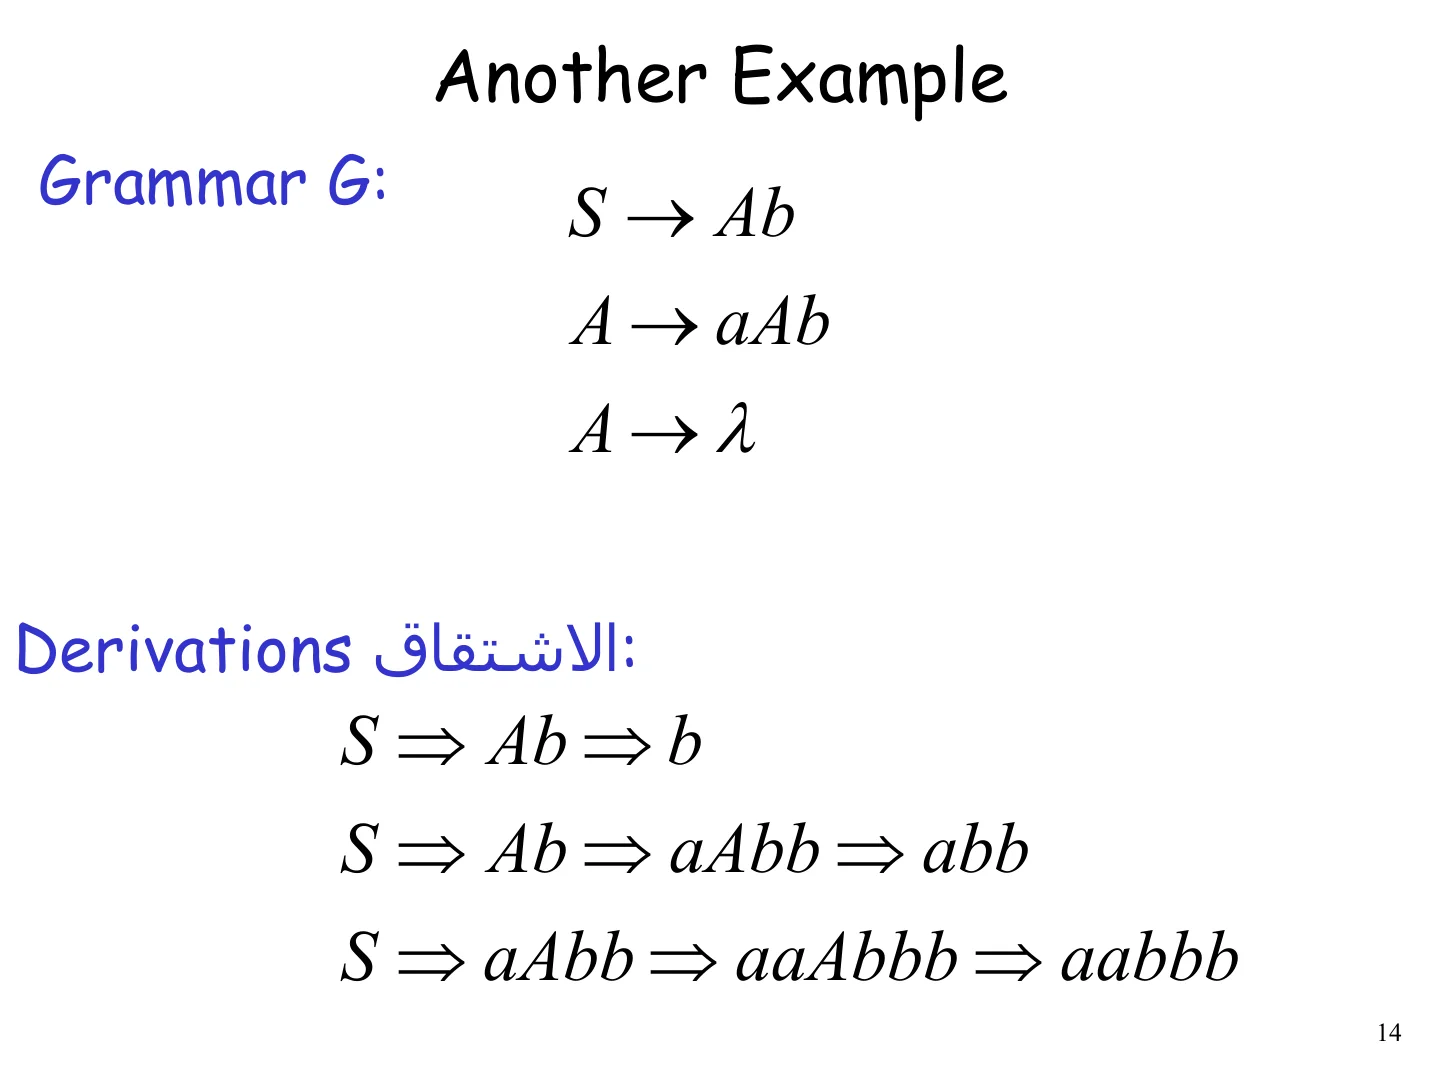 Another Example
Grammar G:
S → Ab
A → aAb
A → λ
Derivations الاشتقاق:
S ⇒ Ab ⇒ b
S ⇒ Ab ⇒ aAbb ⇒ abb
S ⇒ aAbb ⇒ aaAbbb ⇒ aabbb
14